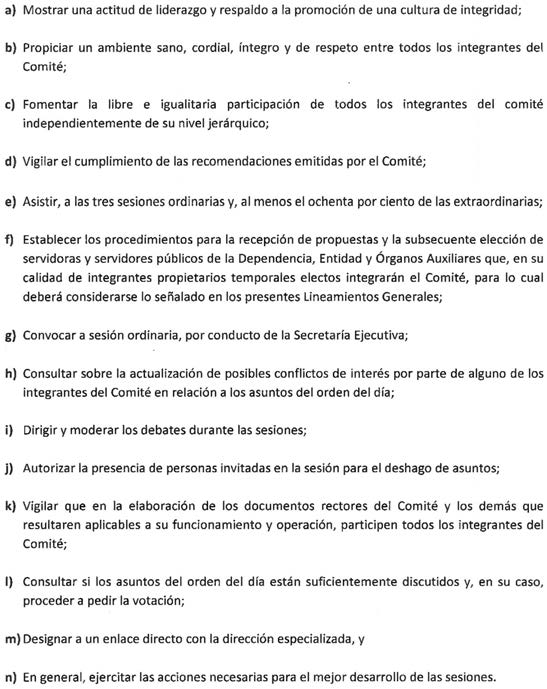 a) Mostrar una actitud de liderazgo y respaldo a la promoción de una cultura de integridad;
b) Propiciar un ambiente sano, cordial, íntegro y de respeto entre todos los integrantes del
Comité;
c) Fomentar la libre e igualitaria participación de todos los integrantes del comité
independientemente de su nivel jerárquico;
d) Vigilar el cumplimiento de las recomendaciones emitidas por el Comité;
e) Asistir, a las tres sesiones ordinarias y, al menos el ochenta por ciento de las extraordinarias;
f) Establecer los procedimientos para la recepción de propuestas y la subsecuente elección de
servidoras y servidores públicos de la Dependencia, Entidad y Órganos Auxiliares que, en su
calidad de integrantes propietarios temporales electos integrarán el Comité, para lo cual
deberá considerarse lo señalado en los presentes Lineamientos Generales;
g) Convocar a sesión ordinaria, por conducto de la Secretaría Ejecutiva;
h) Consultar sobre la actualización de posibles conflictos de interés por parte de alguno de los
integrantes del Comité en relación a los asuntos del orden del día;
i) Dirigir y moderar los debates durante las sesiones;
j) Autorizar la presencia de personas invitadas en la sesión para el deshago de asuntos;
k) Vigilar que en la elaboración de los documentos rectores del Comité y los demás que
resultaren aplicables a su funcionamiento y operación, participen todos los integrantes del
Comité;
l) Consultar si los asuntos del orden del día están suficientemente discutidos y, en su caso,
proceder a pedir la votación;
m) Designar a un enlace directo con la dirección especializada, y
n) En general, ejercitar las acciones necesarias para el mejor desarrollo de las sesiones.